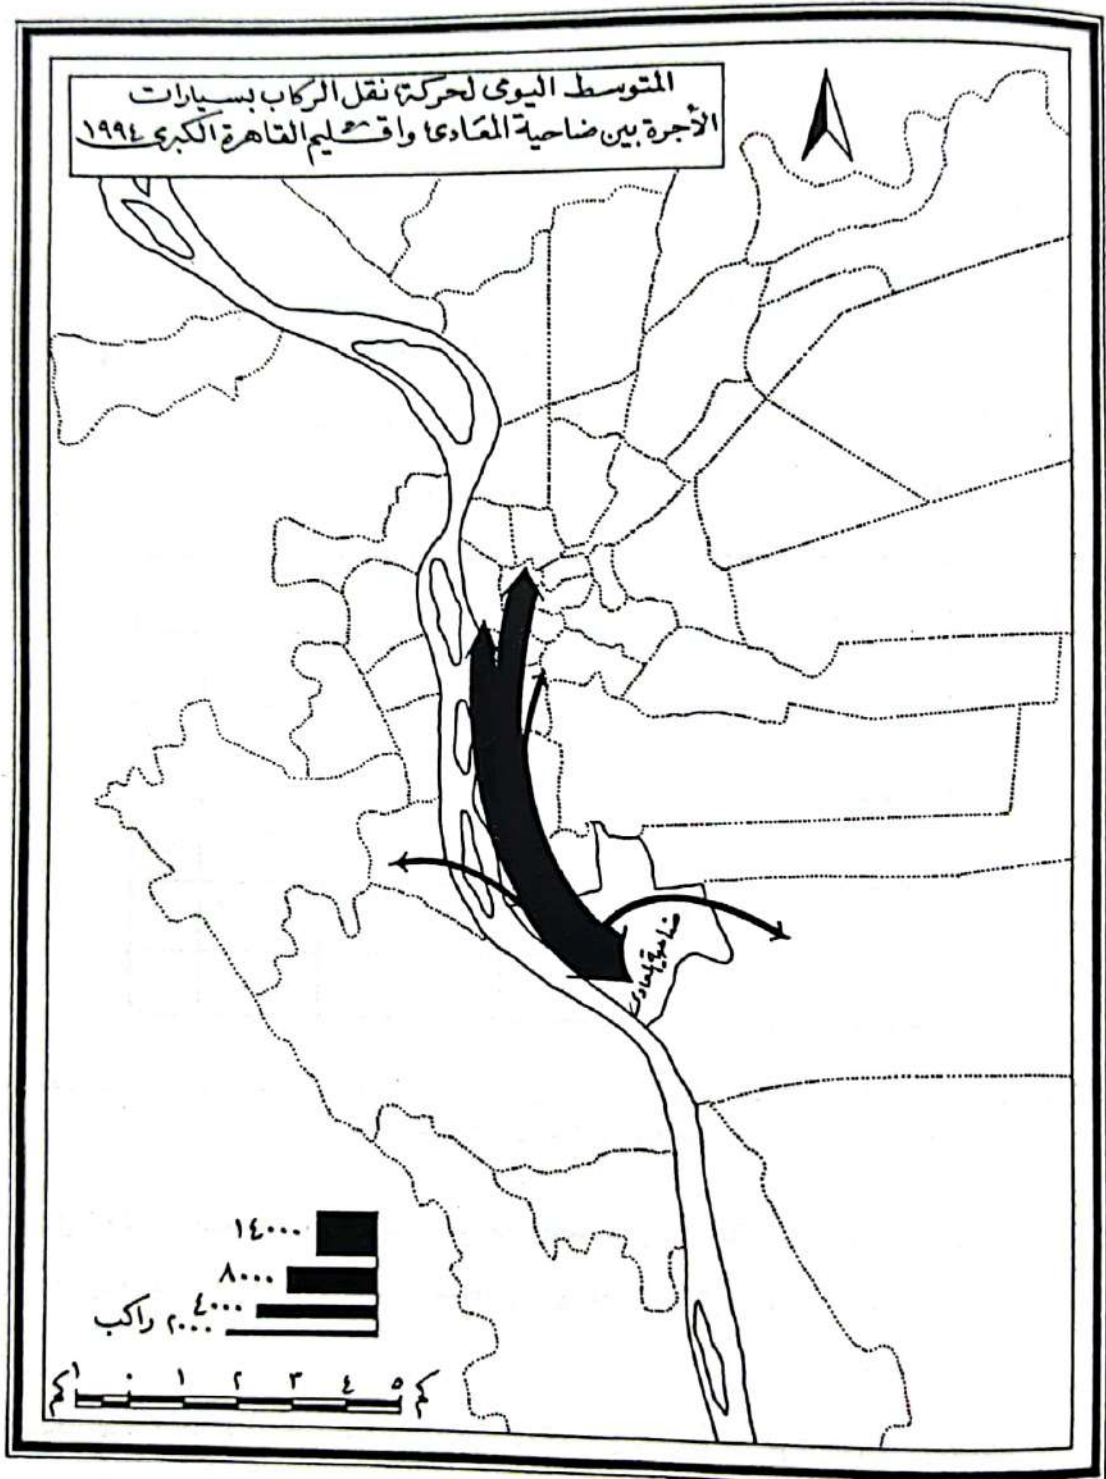 المتوسط اليومى لحركة نقل الركاب بسيارات
الأجرة بين ضاحية المعادى واقليم القاهرة الكبرى ١٩٩٤
ضاحية المعادى
١٤٠٠٠
٨٠٠٠
٤٠٠٠
٢٠٠٠ راكب
كم ١ ٠ ١ ٢ ٣ ٤ ٥ كم